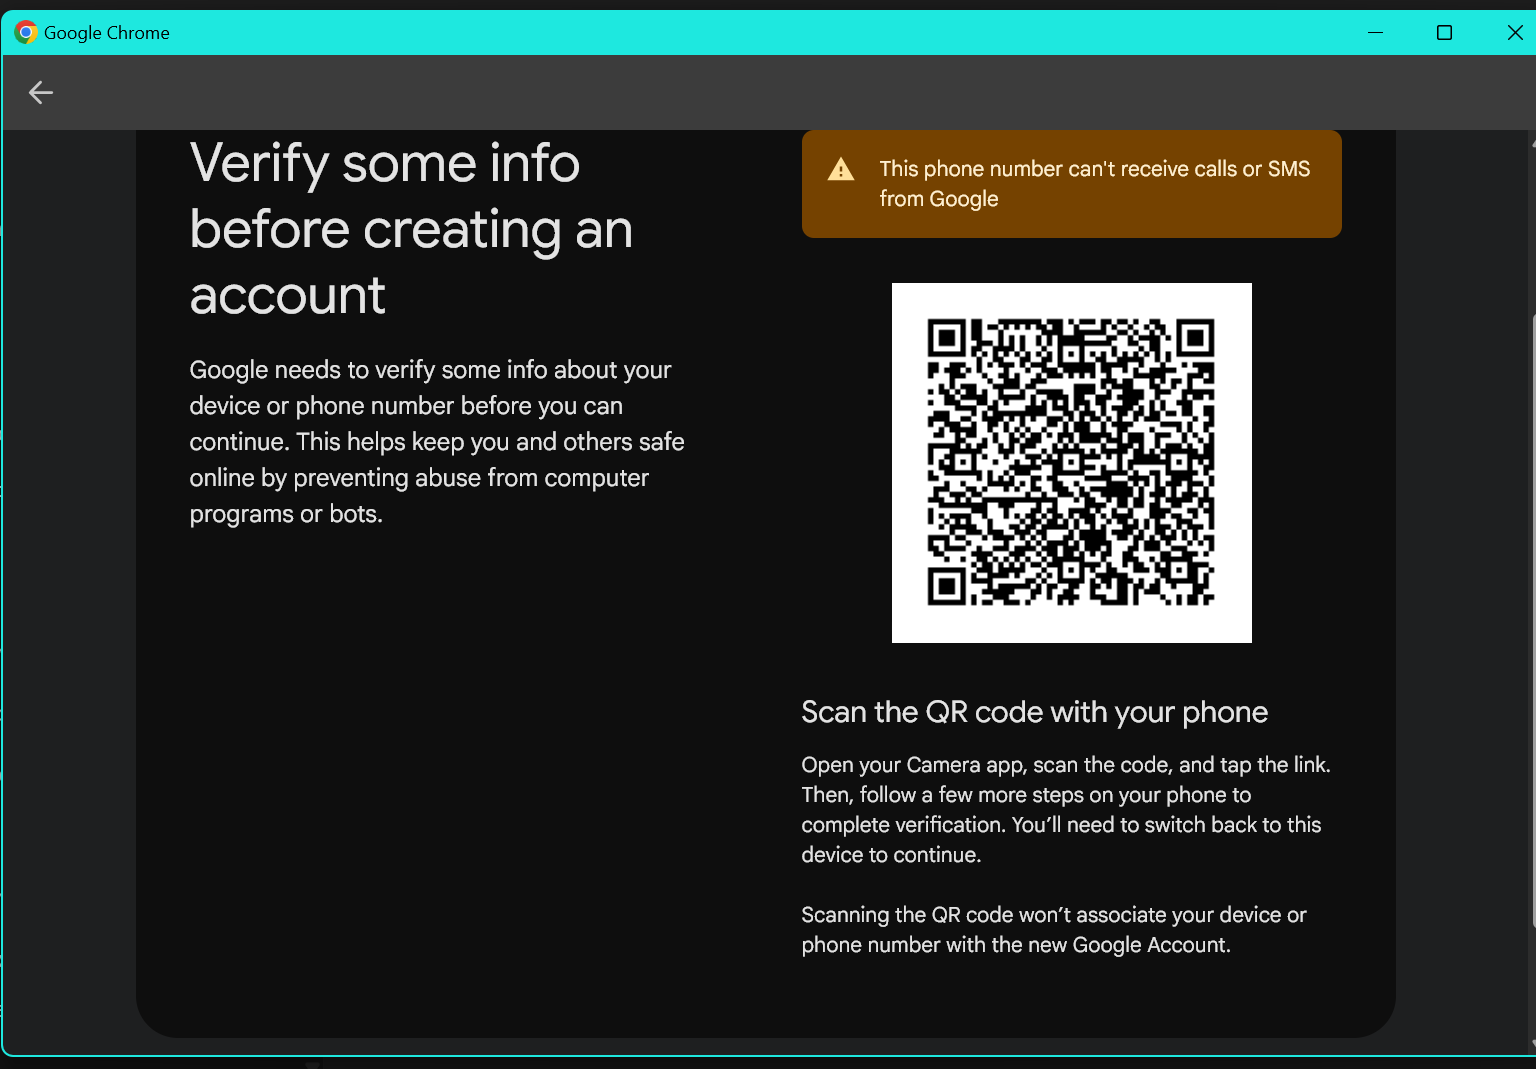 Google Chrome
Verify some info
before creating an
account
Google needs to verify some info about your
device or phone number before you can
continue. This helps keep you and others safe
online by preventing abuse from computer
programs or bots.
This phone number can't receive calls or SMS
from Google
Scan the QR code with your phone
Open your Camera app, scan the code, and tap the link.
Then, follow a few more steps on your phone to
complete verification. You’ll need to switch back to this
device to continue.
Scanning the QR code won’t associate your device or
phone number with the new Google Account.